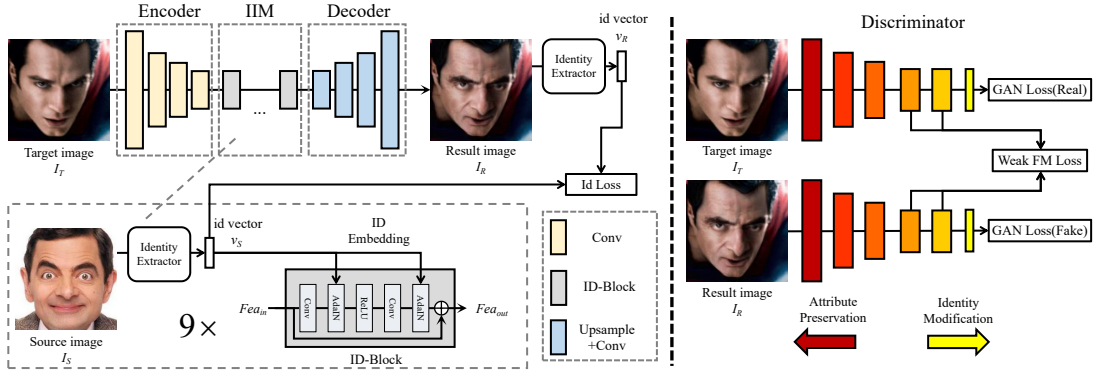 Encoder
IIM
Decoder
id vector
v_R
Identity
Extractor
...
Target image
I_T
Result image
I_R
Id Loss
id vector
v_S
ID
Embedding
Identity
Extractor
Fea_in
Conv
AdaIN
ReLU
Conv
AdaIN
Fea_out
9×
ID-Block
Source image
I_S
Conv
ID-Block
Upsample
+Conv
Discriminator
GAN Loss(Real)
Target image
I_T
Weak FM Loss
GAN Loss(Fake)
Result image
I_R
Attribute
Preservation
Identity
Modification